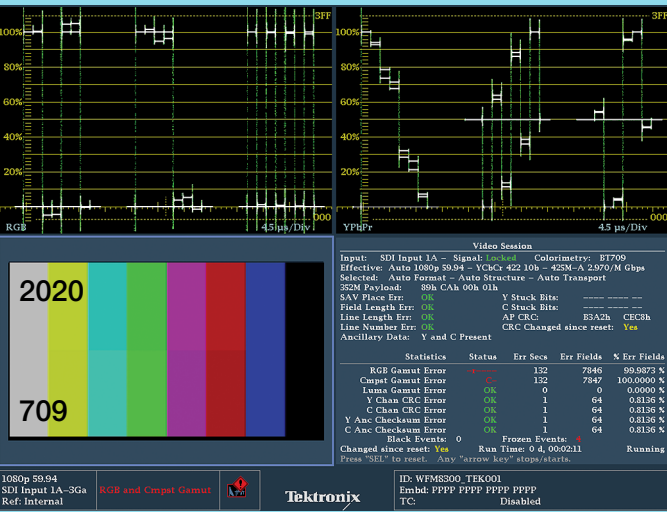 3FF
100%
80%
60%
40%
20%
000
RGB
4.5 µs/Div
3FF
100%
80%
60%
40%
20%
000
YPbPr
4.5 µs/Div
2020
709
Video Session
Input: SDI Input 1A – Signal: Locked Colorimetry: BT709
Effective: Auto 1080p 59.94 – YCbCr 422 10b – 425M–A 2.970/M Gbps
Selected: Auto Format – Auto Structure – Auto Transport
352M Payload: 89h CAh 00h 01h
SAV Place Err: OK Y Stuck Bits: ---- ---- --
Field Length Err: OK C Stuck Bits: ---- ---- --
Line Length Err: OK AP CRC: B3A2h CEC8h
Line Number Err: OK CRC Changed since reset: Yes
Ancillary Data: Y and C Present
Statistics Status Err Secs Err Fields % Err Fields
RGB Gamut Error 132 7846 99.9873 %
Cmpst Gamut Error 132 7847 100.0000 %
Luma Gamut Error OK 0 0 0.0000 %
Y Chan CRC Error OK 1 64 0.8136 %
C Chan CRC Error OK 1 64 0.8136 %
Y Anc Checksum Error OK 1 64 0.8136 %
C Anc Checksum Error OK 1 64 0.8136 %
Black Events: 0 Frozen Events: 4
Changed since reset: Yes Run Time: 0 d, 00:02:11 Running
Press "SEL" to reset. Any "arrow key" stops/starts.
1080p 59.94
SDI Input 1A–3Ga
Ref: Internal
RGB and Cmpst Gamut
Tektronix
ID: WFM8300_TEK001
Embd: PPPP PPPP PPPP PPPP
TC: Disabled